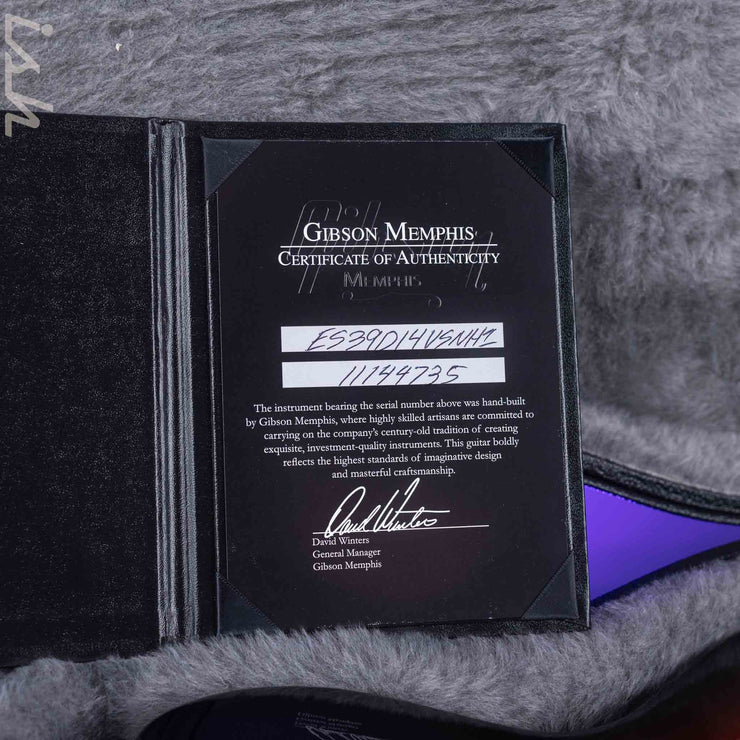 ish
GIBSON MEMPHIS
CERTIFICATE OF AUTHENTICITY
MEMPHIS
ES39D14VSNH1
11144735
The instrument bearing the serial number above was hand-built
by Gibson Memphis, where highly skilled artisans are committed to
carrying on the company's century-old tradition of creating
exquisite, investment-quality instruments. This guitar boldly
reflects the highest standards of imaginative design
and masterful craftsmanship.
David Winters
David Winters
General Manager
Gibson Memphis